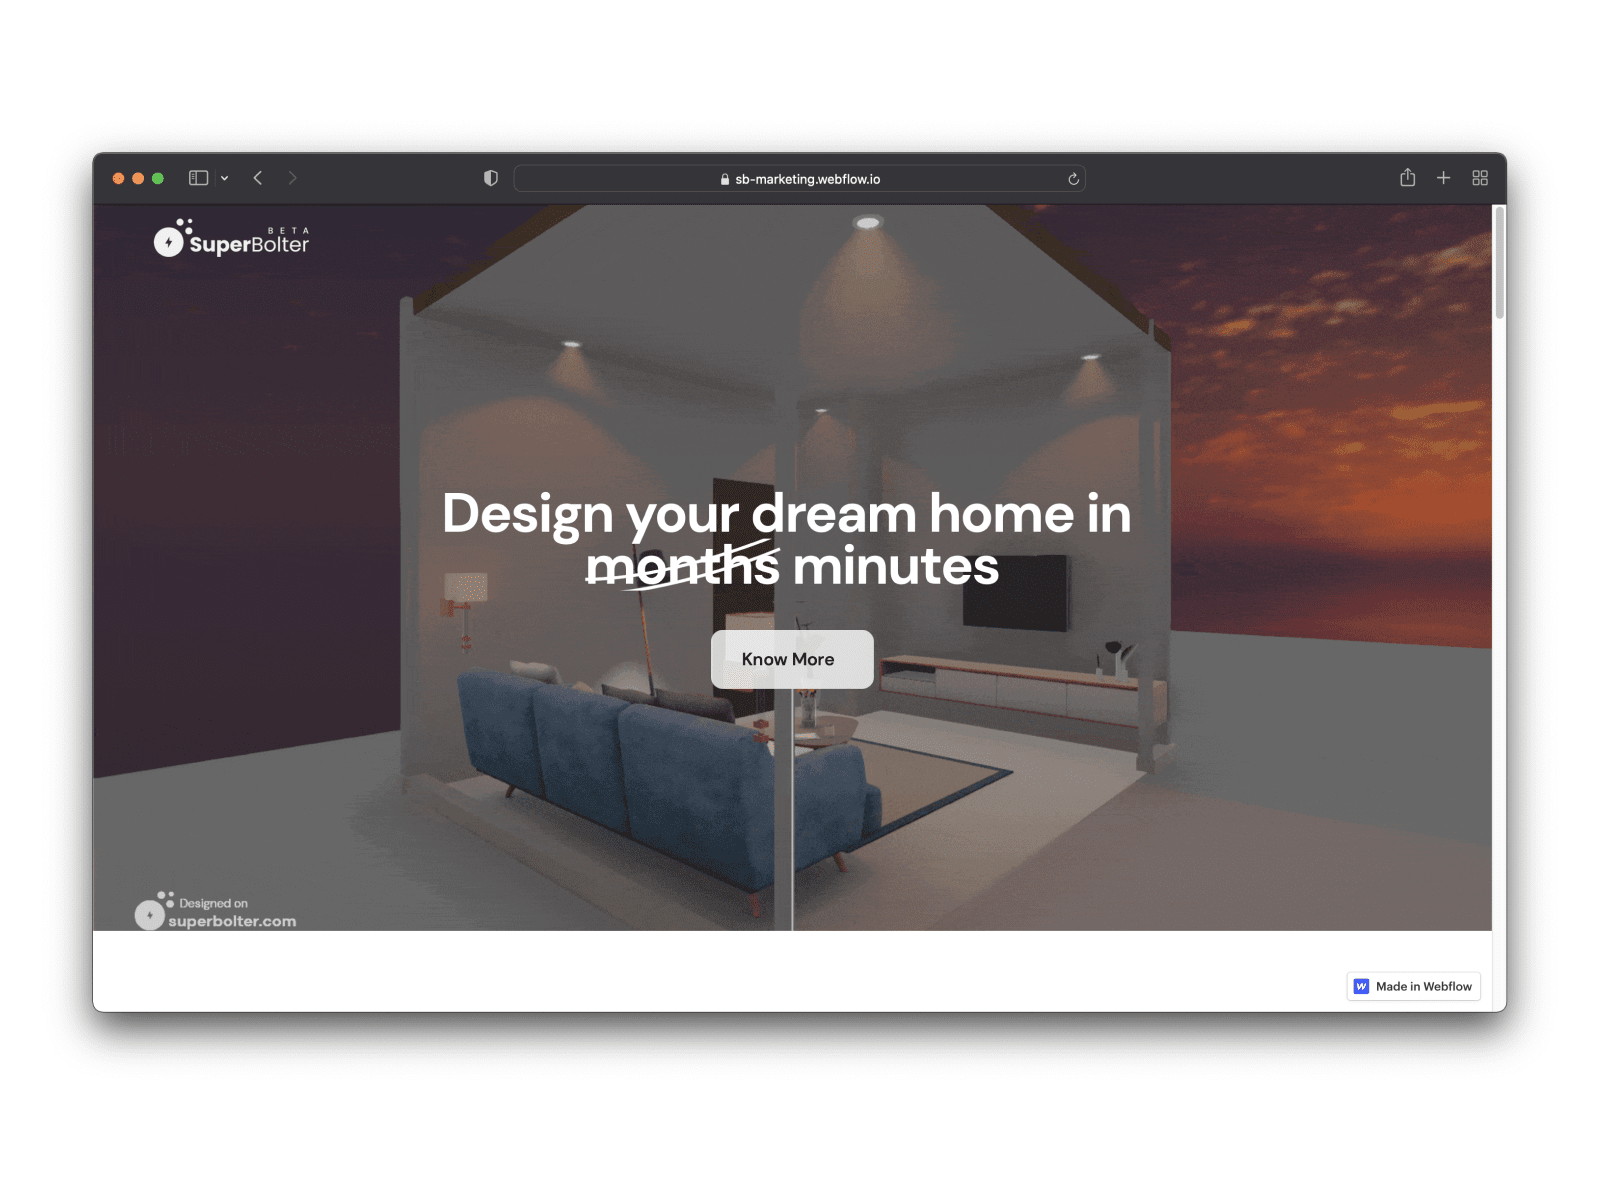 sb-marketing.webflow.io
BETA
SuperBolter
Design your dream home in
months minutes
Know More
Designed on
superbolter.com
Made in Webflow